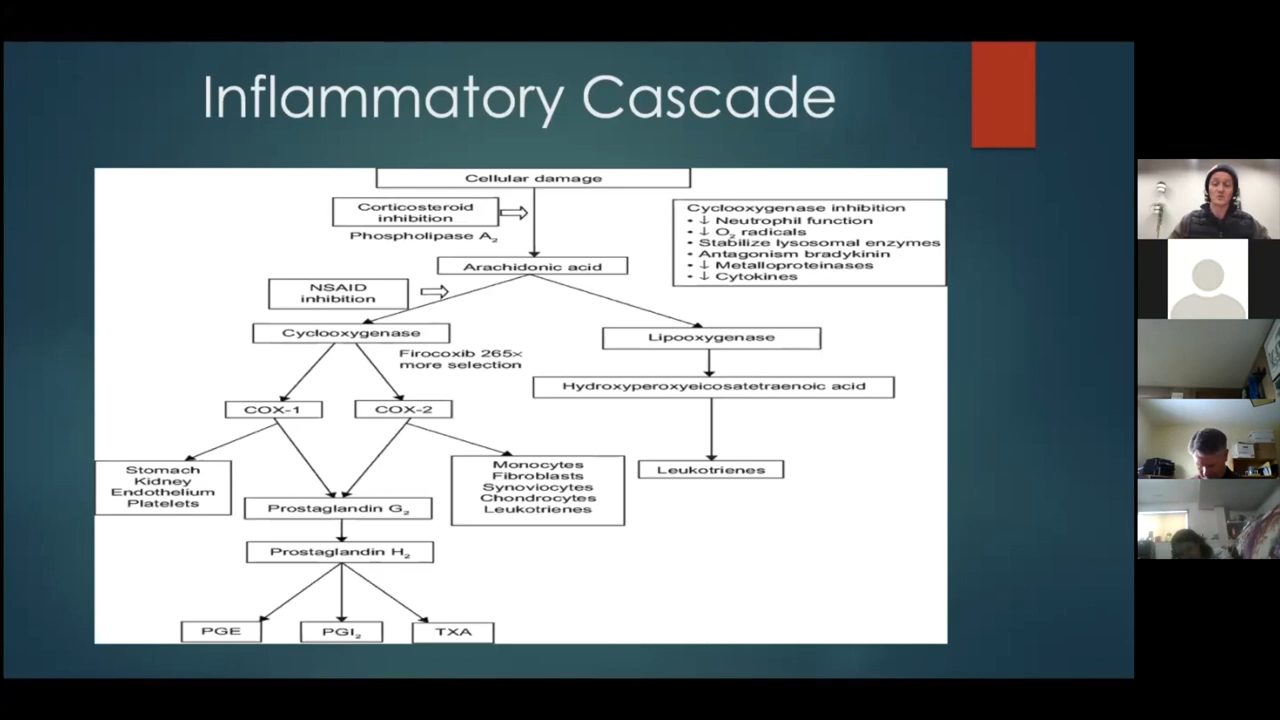 Inflammatory Cascade
Cellular damage
Corticosteroid
inhibition
Phospholipase A₂
Cyclooxygenase inhibition
• ↓ Neutrophil function
• ↓ O₂ radicals
• Stabilize lysosomal enzymes
• Antagonism bradykinin
• ↓ Metalloproteinases
• ↓ Cytokines
Arachidonic acid
NSAID
inhibition
Cyclooxygenase
Lipooxygenase
Firocoxib 265×
more selection
Hydroxyperoxyeicosatetraenoic acid
COX-1
COX-2
Stomach
Kidney
Endothelium
Platelets
Monocytes
Fibroblasts
Synoviocytes
Chondrocytes
Leukotrienes
Leukotrienes
Prostaglandin G₂
Prostaglandin H₂
PGE
PGI₂
TXA